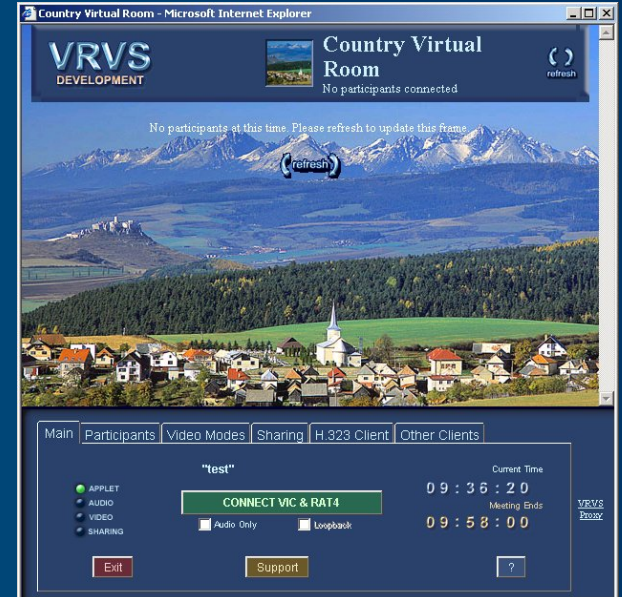 Country Virtual Room - Microsoft Internet Explorer
VRVS
DEVELOPMENT
Country Virtual
Room
No participants connected
refresh
No participants at this time. Please refresh to update this frame.
refresh
Main Participants Video Modes Sharing H.323 Client Other Clients
"test"
Current Time
APPLET
09:36:20
AUDIO
CONNECT VIC & RAT4
Meeting Ends
VRVS
Proxy
VIDEO
Audio Only Loopback
09:58:00
SHARING
Exit Support ?